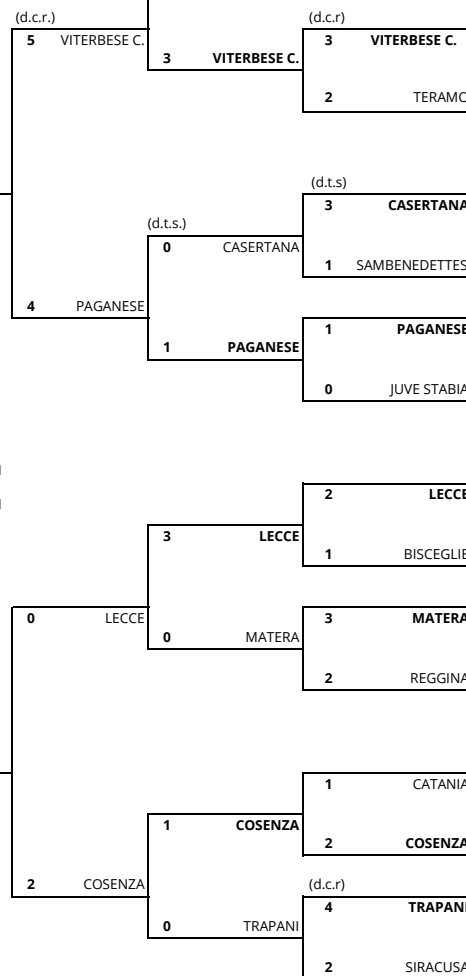 (d.c.r.)
(d.c.r)
5 VITERBESE C.
3 VITERBESE C.
3 VITERBESE C.
2 TERAMO
(d.t.s)
3 CASERTANA
(d.t.s.)
0 CASERTANA
1 SAMBENEDETTES
4 PAGANESE
1 PAGANESE
1 PAGANESE
0 JUVE STABIA
2 LECCE
3 LECCE
1 BISCEGLIE
0 LECCE
3 MATERA
0 MATERA
2 REGGINA
1 CATANIA
1 COSENZA
2 COSENZA
2 COSENZA
(d.c.r)
4 TRAPANI
0 TRAPANI
2 SIRACUSA